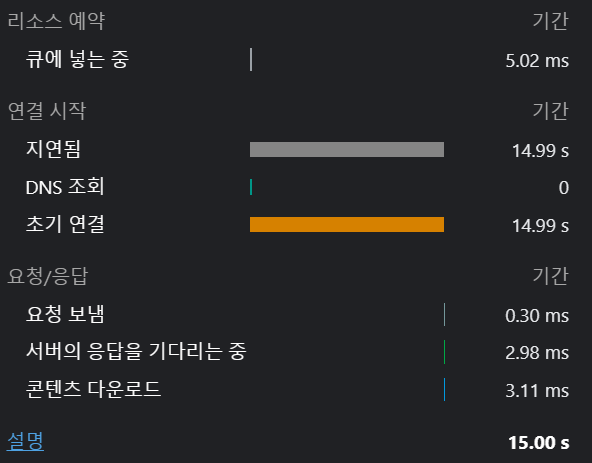 리소스 예약 기간
큐에 넣는 중 5.02 ms
연결 시작 기간
지연됨 14.99 s
DNS 조회 0
초기 연결 14.99 s
요청/응답 기간
요청 보냄 0.30 ms
서버의 응답을 기다리는 중 2.98 ms
콘텐츠 다운로드 3.11 ms
설명 15.00 s